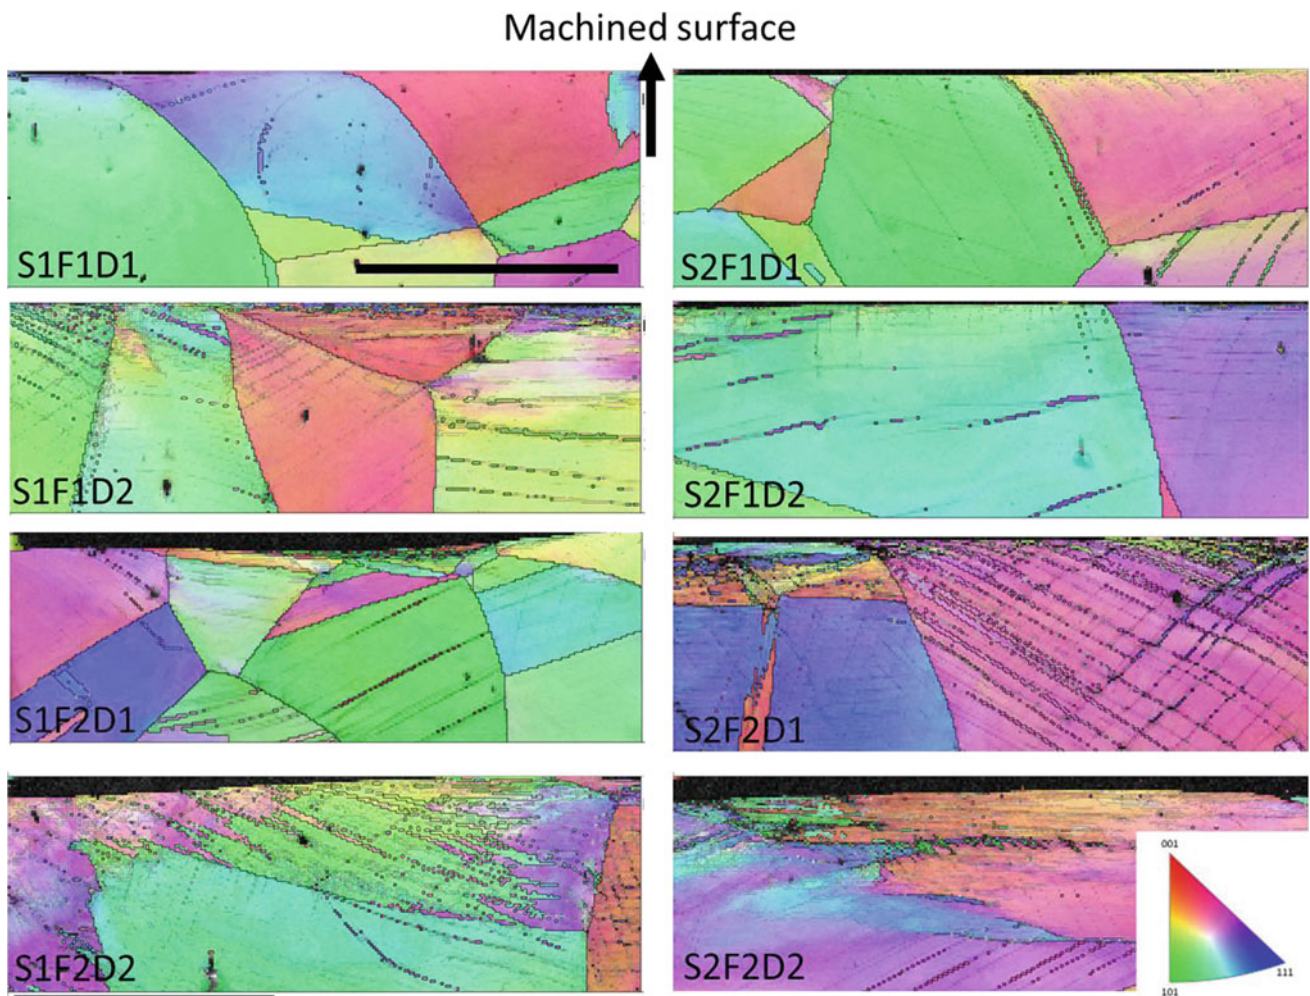 Machined surface
S1F1D1
S2F1D1
S1F1D2
S2F1D2
S1F2D1
S2F2D1
S1F2D2
S2F2D2
001
111
101